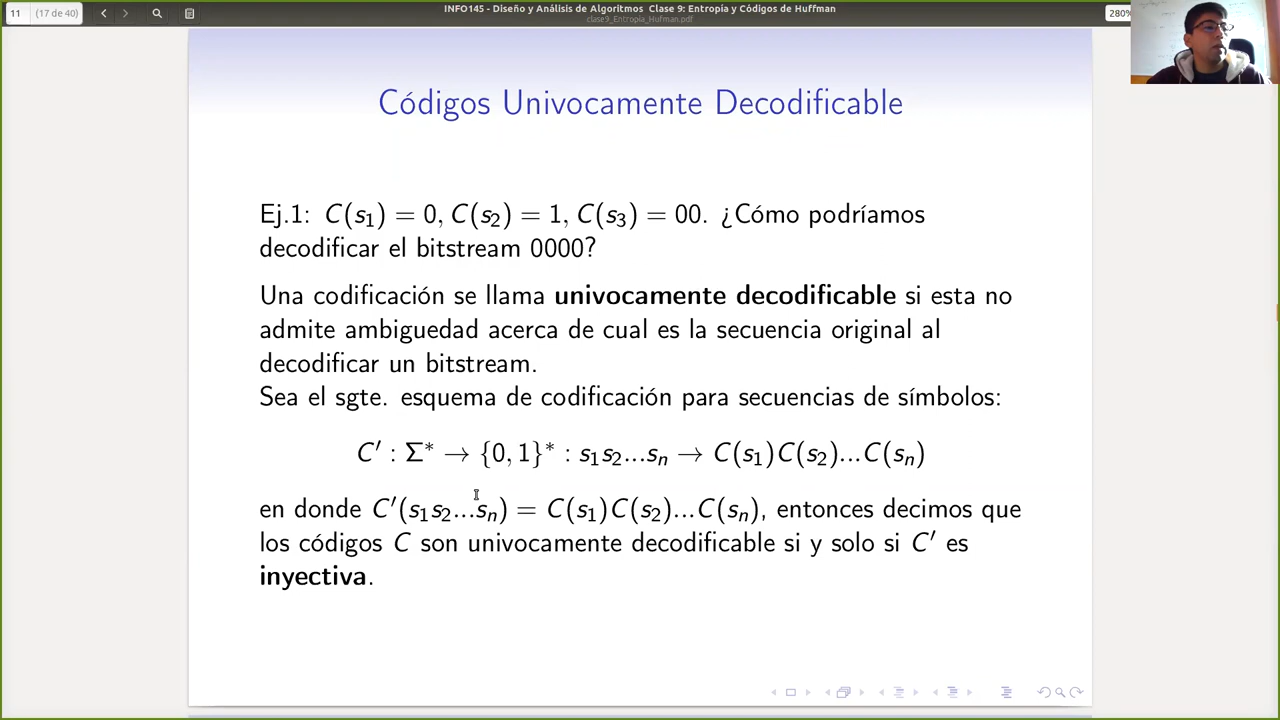 11 (17 de 40)
INFO145 - Diseño y Análisis de Algoritmos Clase 9: Entropía y Códigos de Huffman
clase9_Entropía_Hufman.pdf
280%
Códigos Univocamente Decodificable
Ej.1: C(s₁) = 0, C(s₂) = 1, C(s₃) = 00. ¿Cómo podríamos
decodificar el bitstream 0000?
Una codificación se llama univocamente decodificable si esta no
admite ambiguedad acerca de cual es la secuencia original al
decodificar un bitstream.
Sea el sgte. esquema de codificación para secuencias de símbolos:
C′ : Σ* → {0, 1}* : s₁s₂...sₙ → C(s₁)C(s₂)...C(sₙ)
en donde C′(s₁s₂...sₙ) = C(s₁)C(s₂)...C(sₙ), entonces decimos que
los códigos C son univocamente decodificable si y solo si C′ es
inyectiva.